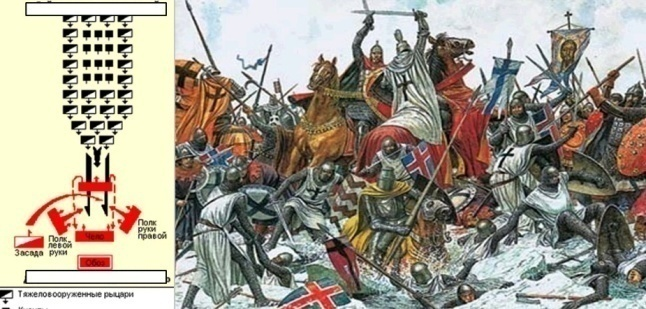 Полк
руки
правой
Чело
Полк
левой
руки
Засада
Обоз
Тяжеловооруженные рыцари